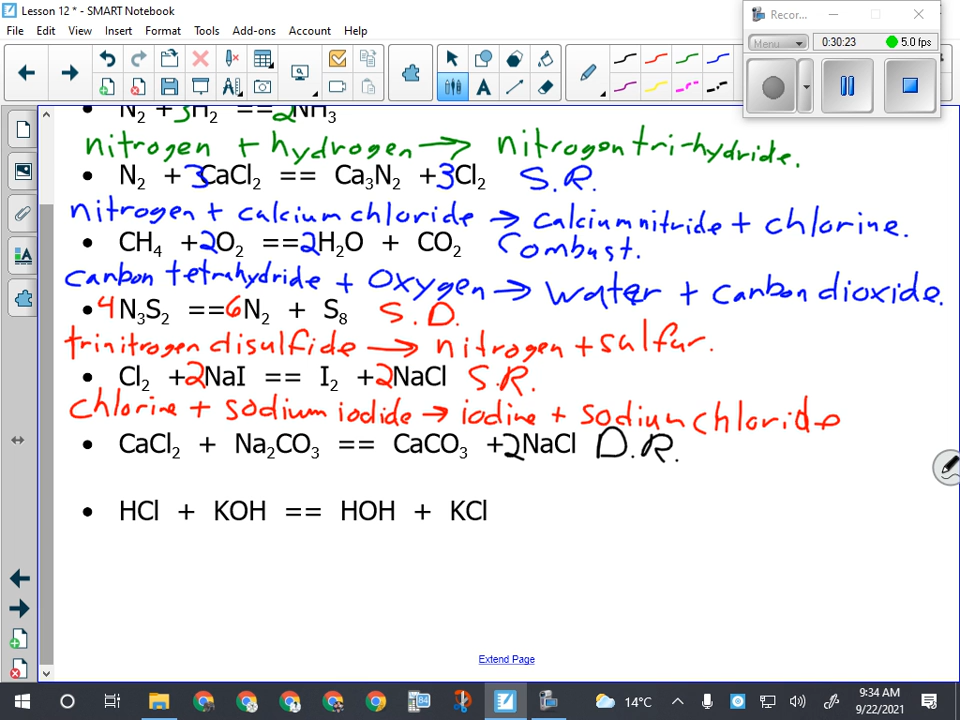 Lesson 12 * - SMART Notebook
Recor...
File Edit View Insert Format Tools Add-ons Account Help
Menu 0:30:23 5.0 fps
N₂ + 3H₂ == 2NH₃
nitrogen + hydrogen → nitrogen tri-hydride.
• N₂ + 3CaCl₂ == Ca₃N₂ + 3Cl₂ S.R.
nitrogen + calcium chloride → calcium nitride + chlorine.
• CH₄ + 2O₂ == 2H₂O + CO₂ Combust.
carbon tetrahydride + oxygen → water + carbon dioxide.
• 4N₃S₂ == 6N₂ + S₈ S.D.
trinitrogen disulfide → nitrogen + sulfur.
• Cl₂ + 2NaI == I₂ + 2NaCl S.R.
Chlorine + sodium iodide → iodine + sodium chloride
• CaCl₂ + Na₂CO₃ == CaCO₃ + 2NaCl D.R.
• HCl + KOH == HOH + KCl
Extend Page
14°C
9:34 AM
9/22/2021